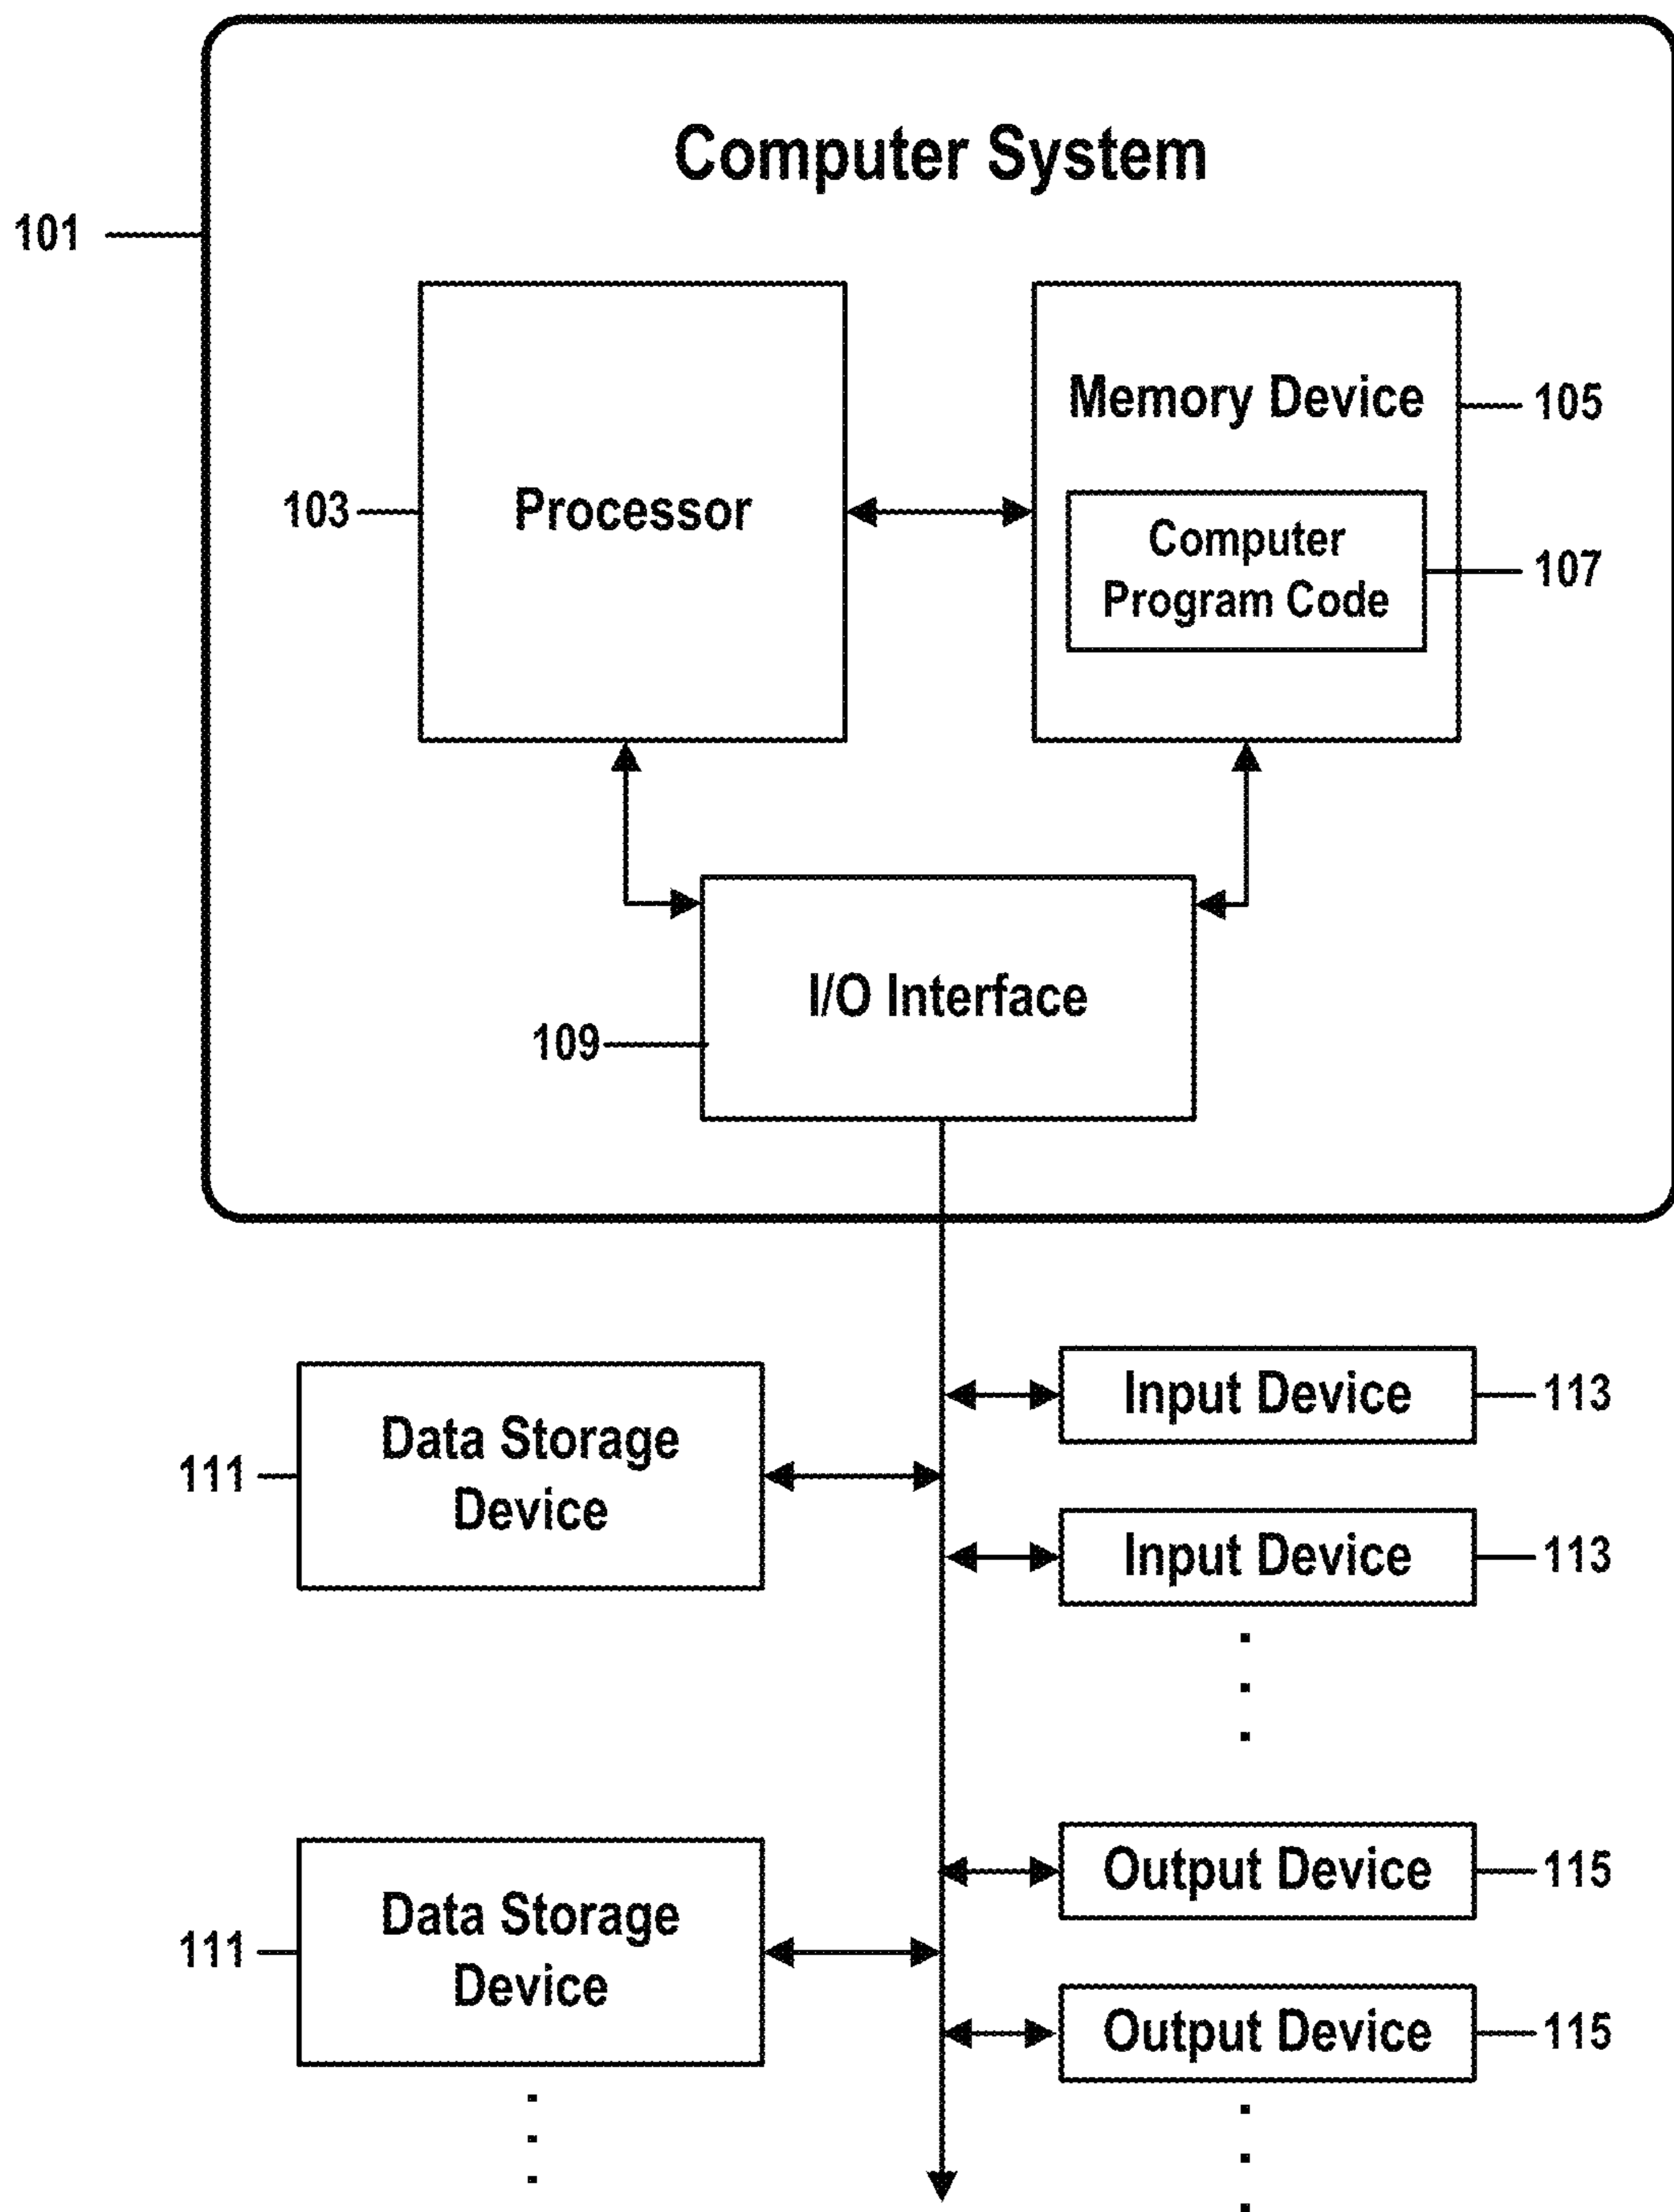 Computer System
101
Processor
103
Memory Device
105
Computer
Program Code
107
I/O Interface
109
Data Storage
Device
111
Input Device
113
Input Device
113
Data Storage
Device
111
Output Device
115
Output Device
115